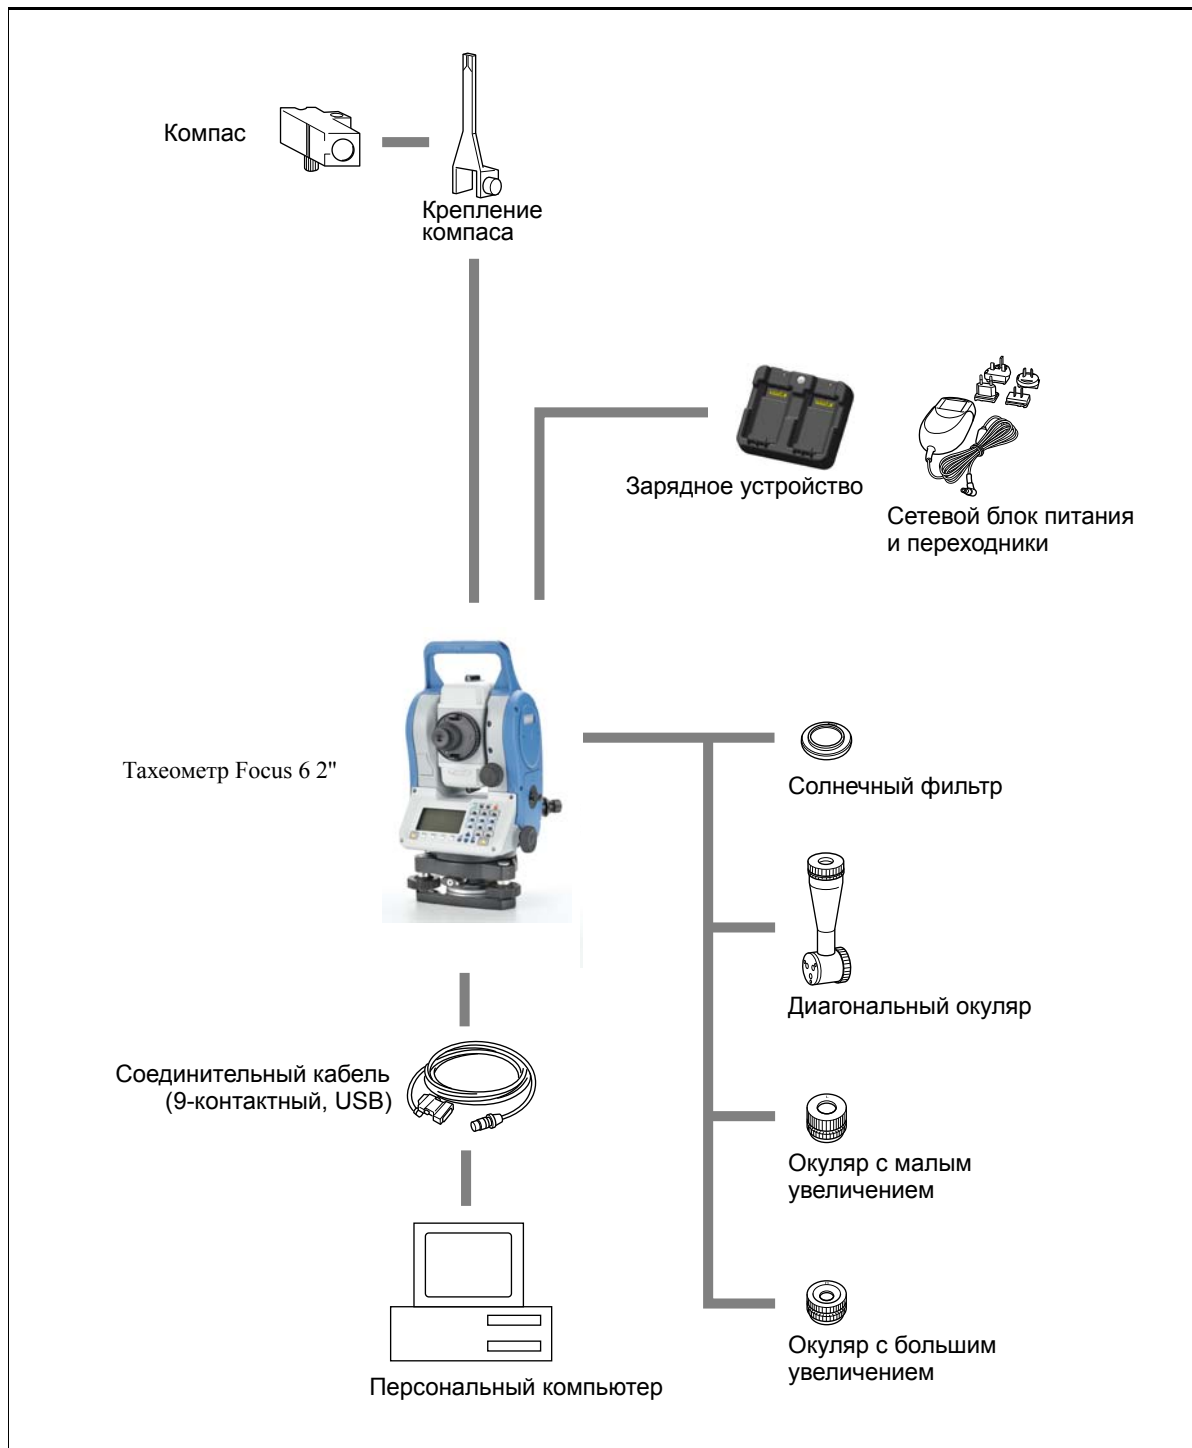 Компас
Крепление
компаса
Зарядное устройство
Сетевой блок питания
и переходники
Тахеометр Focus 6 2"
Солнечный фильтр
Диагональный окуляр
Соединительный кабель
(9-контактный, USB)
Окуляр с малым
увеличением
Окуляр с большим
увеличением
Персональный компьютер